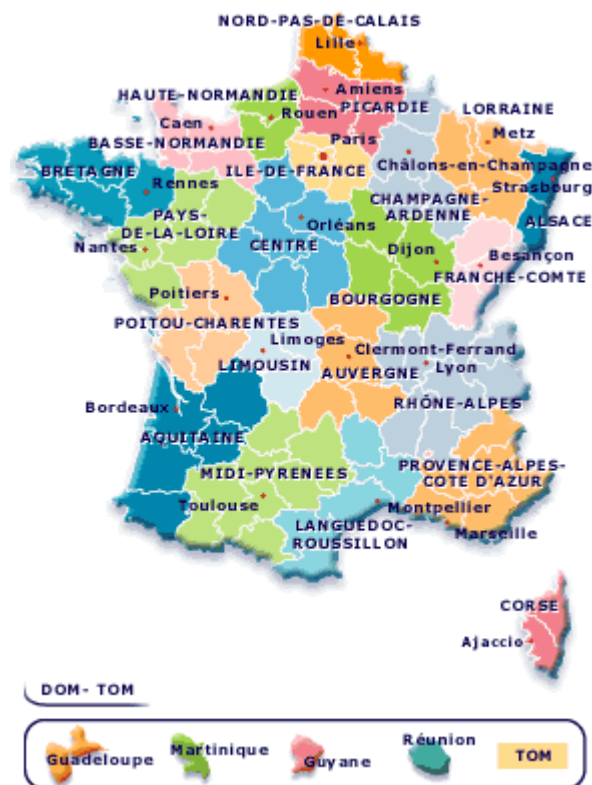 NORD-PAS-DE-CALAIS
Lille
Amiens
HAUTE-NORMANDIE
PICARDIE
LORRAINE
Rouen
Caen
Metz
BASSE-NORMANDIE
Paris
Châlons-en-Champagne
BRETAGNE
ILE-DE-FRANCE
Rennes
Strasbourg
CHAMPAGNE-
ARDENNE
PAYS-
DE-LA-LOIRE
Orléans
ALSACE
Nantes
CENTRE
Dijon
Besançon
FRANCHE-COMTE
Poitiers
BOURGOGNE
POITOU-CHARENTES
Limoges
Clermont-Ferrand
LIMOUSIN
AUVERGNE
Lyon
Bordeaux
RHÔNE-ALPES
AQUITAINE
MIDI-PYRENEES
PROVENCE-ALPES-
COTE D'AZUR
Toulouse
Montpellier
LANGUEDOC-
ROUSSILLON
Marseille
CORSE
Ajaccio
DOM- TOM
Guadeloupe
Martinique
Guyane
Réunion
TOM